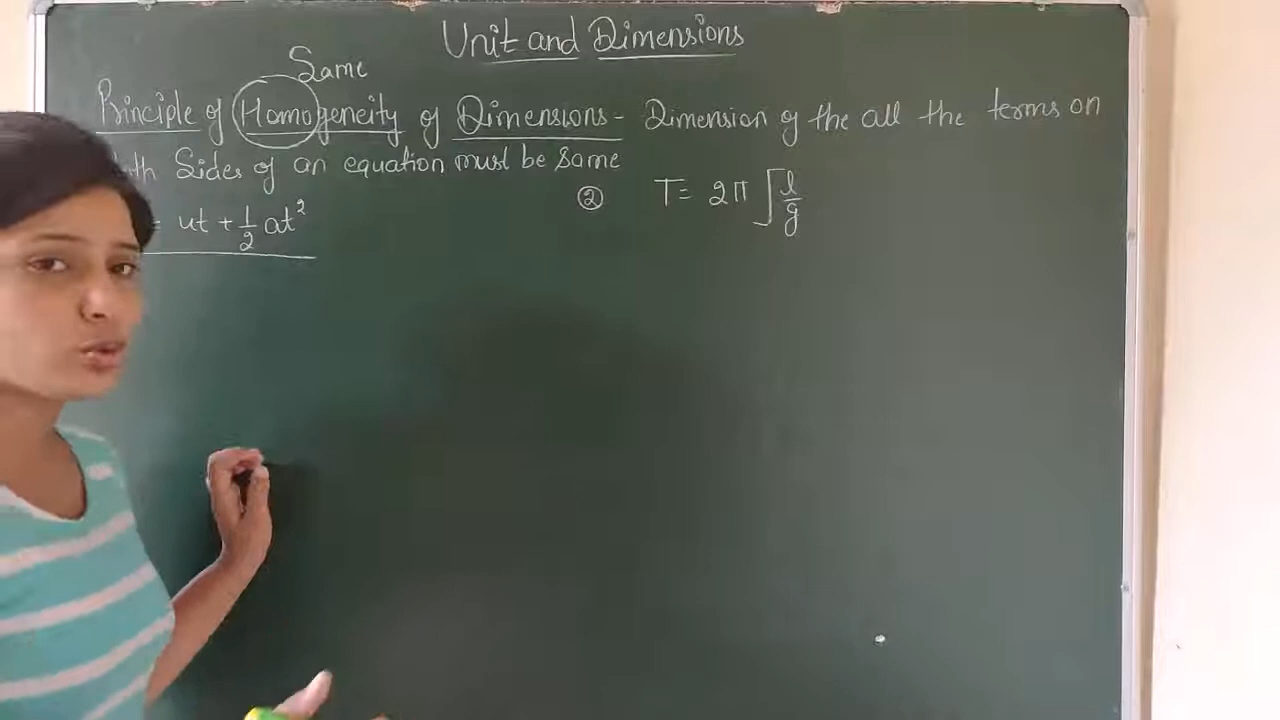 Unit and Dimensions
Same
Principle of Homogeneity of Dimensions - Dimension of the all the terms on
Sides of an equation must be same
= ut + 1/2 at²
② T = 2π √l/g